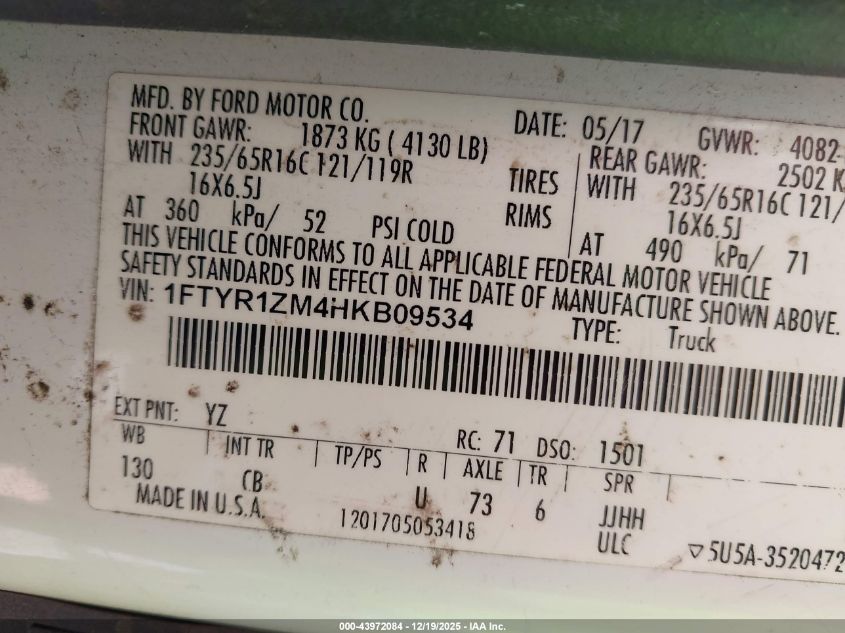 MFD. BY FORD MOTOR CO.
DATE: 05/17
GVWR: 4082-
FRONT GAWR: 1873 KG ( 4130 LB)
REAR GAWR: 2502 K
WITH 235/65R16C 121/119R TIRES
WITH 235/65R16C 121/
16X6.5J RIMS
16X6.5J
AT 360 kPa/ 52 PSI COLD
AT 490 kPa/ 71
THIS VEHICLE CONFORMS TO ALL APPLICABLE FEDERAL MOTOR VEHICLE
SAFETY STANDARDS IN EFFECT ON THE DATE OF MANUFACTURE SHOWN ABOVE.
VIN: 1FTYR1ZM4HKB09534
TYPE: Truck
EXT PNT: YZ RC: 71 DSO: 1501
WB INT TR TP/PS R AXLE TR SPR
130 CB U 73 6 JJHH
MADE IN U.S.A. 1201705053418 ULC
▽5U5A-3520472
000-43972084 - 12/19/2025 - IAA Inc.